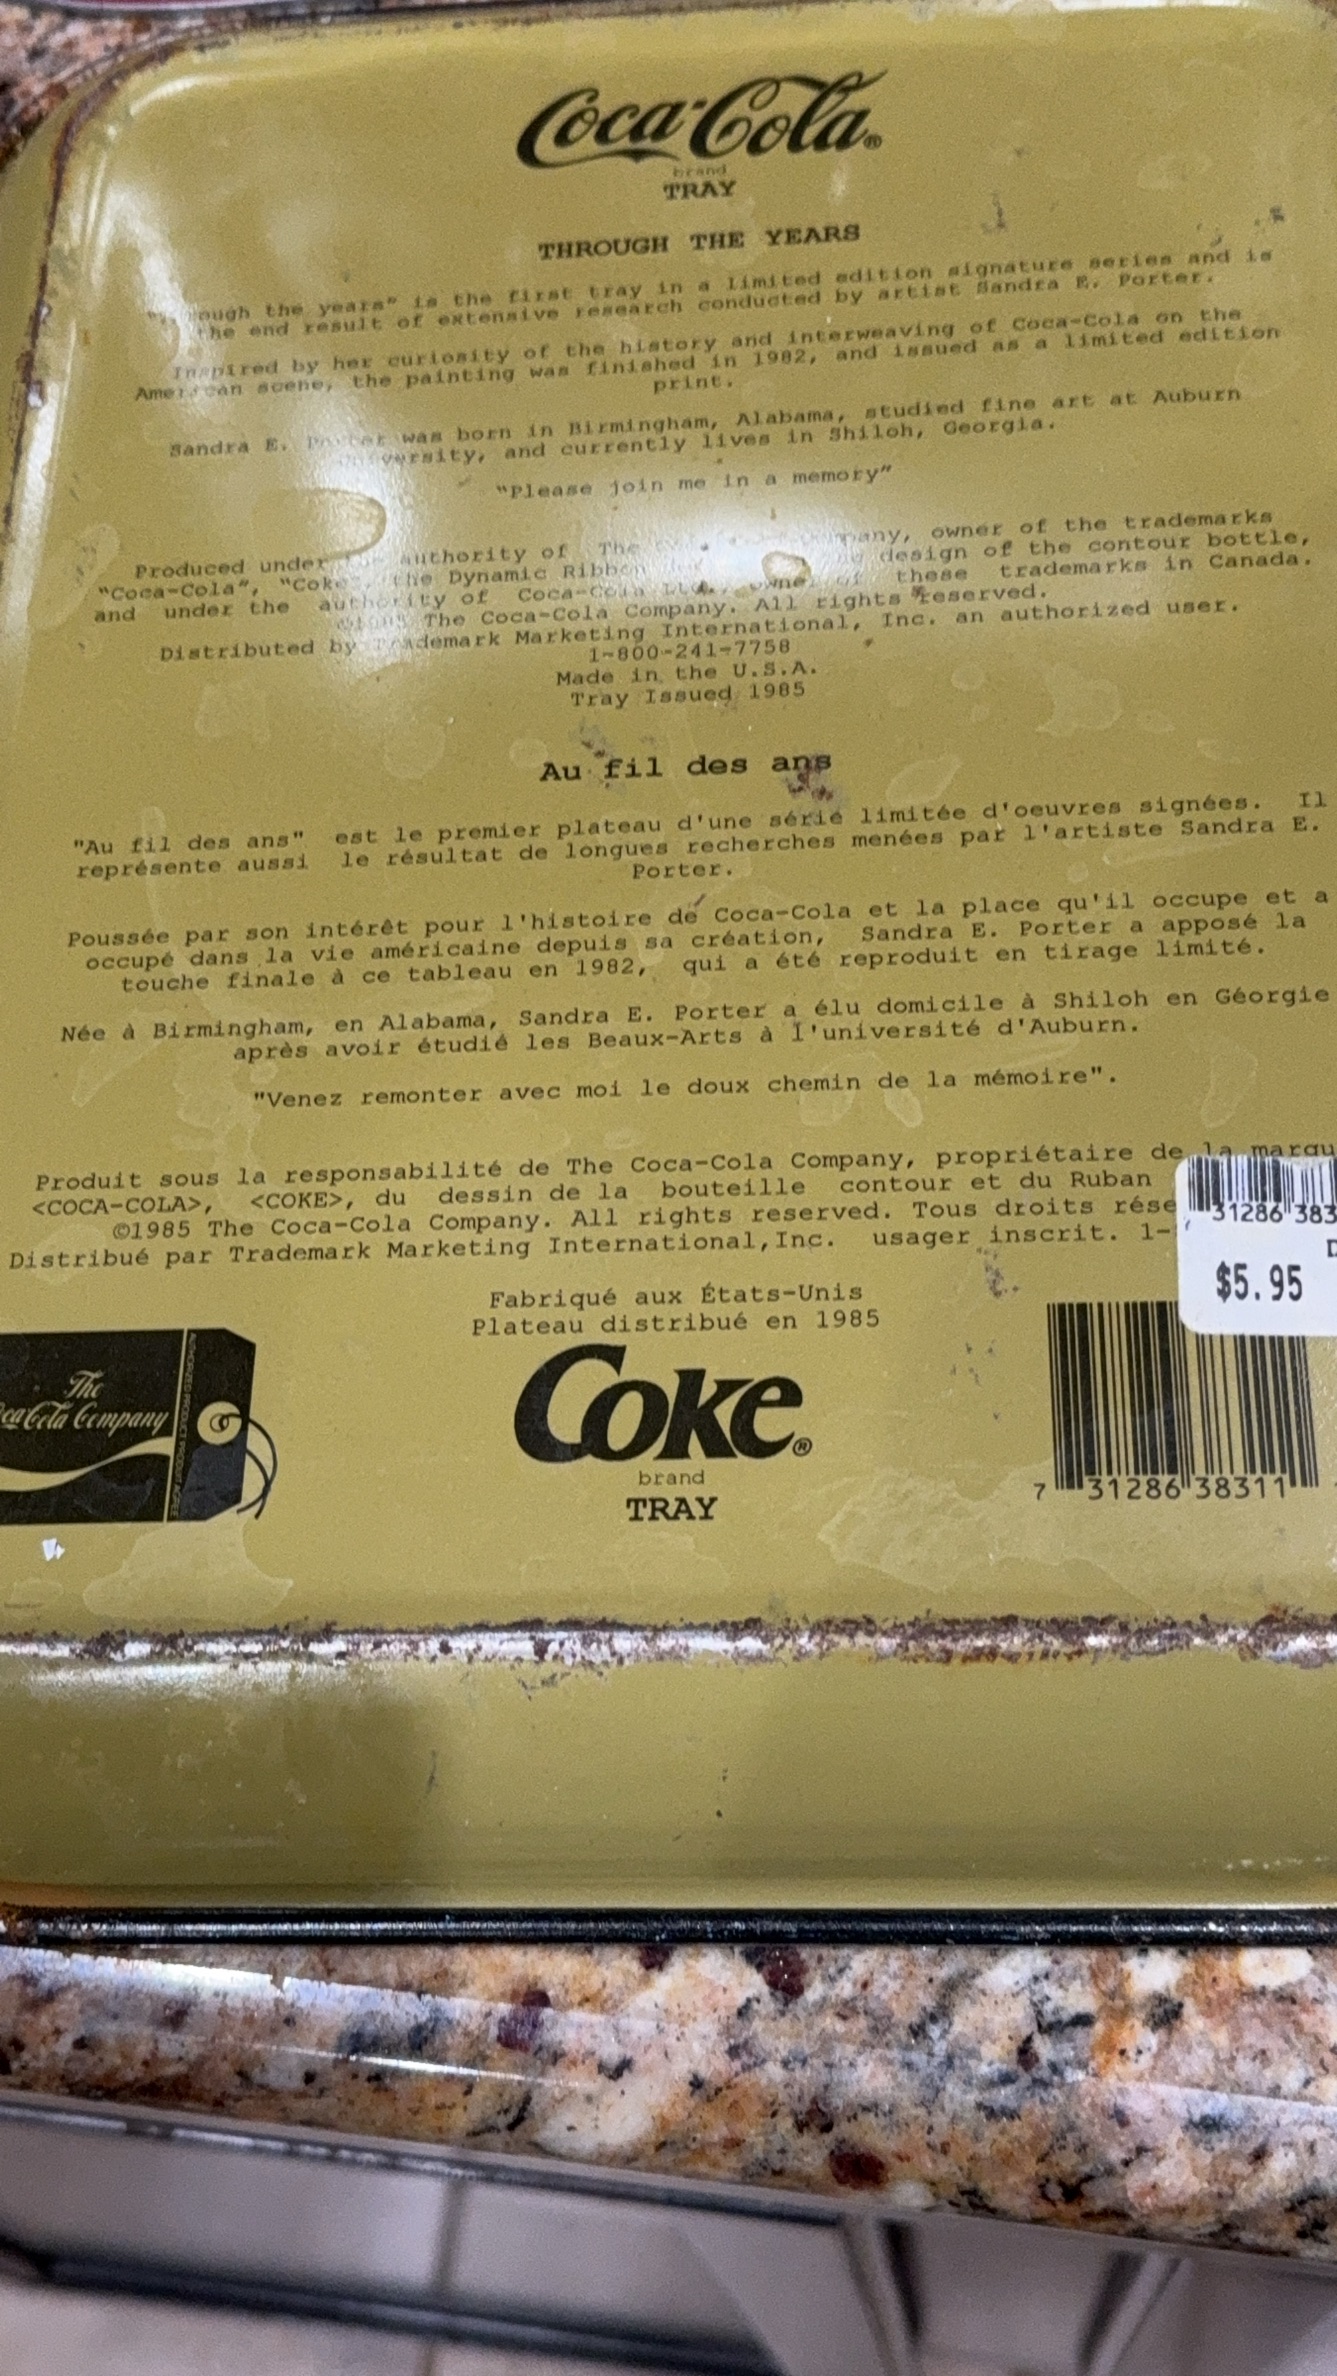 Coca-Cola®
brand
TRAY
THROUGH THE YEARS
the years" is the first tray in a limited edition signature series and is
the end result of extensive research conducted by artist Sandra E. Porter.
Inspired by her curiosity of the history and interweaving of Coca-Cola on the
American scene, the painting was finished in 1982, and issued as a limited edition
print.
Sandra E. Porter was born in Birmingham, Alabama, studied fine art at Auburn
University, and currently lives in Shiloh, Georgia.
"Please join me in a memory"
Produced under authority of The owner of the trademarks
"Coca-Cola", "Coke", the Dynamic Ribbon design of the contour bottle,
and under the authority of Coca-Cola Ltd., owner of these trademarks in Canada.
The Coca-Cola Company. All rights reserved.
Distributed by Trademark Marketing International, Inc. an authorized user.
1-800-241-7758
Made in the U.S.A.
Tray Issued 1985
Au fil des ans
"Au fil des ans" est le premier plateau d'une série limitée d'oeuvres signées. Il
représente aussi le résultat de longues recherches menées par l'artiste Sandra E.
Porter.
Poussée par son intérêt pour l'histoire de Coca-Cola et la place qu'il occupe et a
occupé dans la vie américaine depuis sa création, Sandra E. Porter a apposé la
touche finale à ce tableau en 1982, qui a été reproduit en tirage limité.
Née à Birmingham, en Alabama, Sandra E. Porter a élu domicile à Shiloh en Géorgie
après avoir étudié les Beaux-Arts à l'université d'Auburn.
"Venez remonter avec moi le doux chemin de la mémoire".
Produit sous la responsabilité de The Coca-Cola Company, propriétaire de la marqu
<COCA-COLA>, <COKE>, du dessin de la bouteille contour et du Ruban
©1985 The Coca-Cola Company. All rights reserved. Tous droits rése
Distribué par Trademark Marketing International,Inc. usager inscrit. 1-
31286 383
$5.95
Fabriqué aux États-Unis
Plateau distribué en 1985
The
Coca-Cola Company
Coke®
brand
TRAY
7 31286 38311